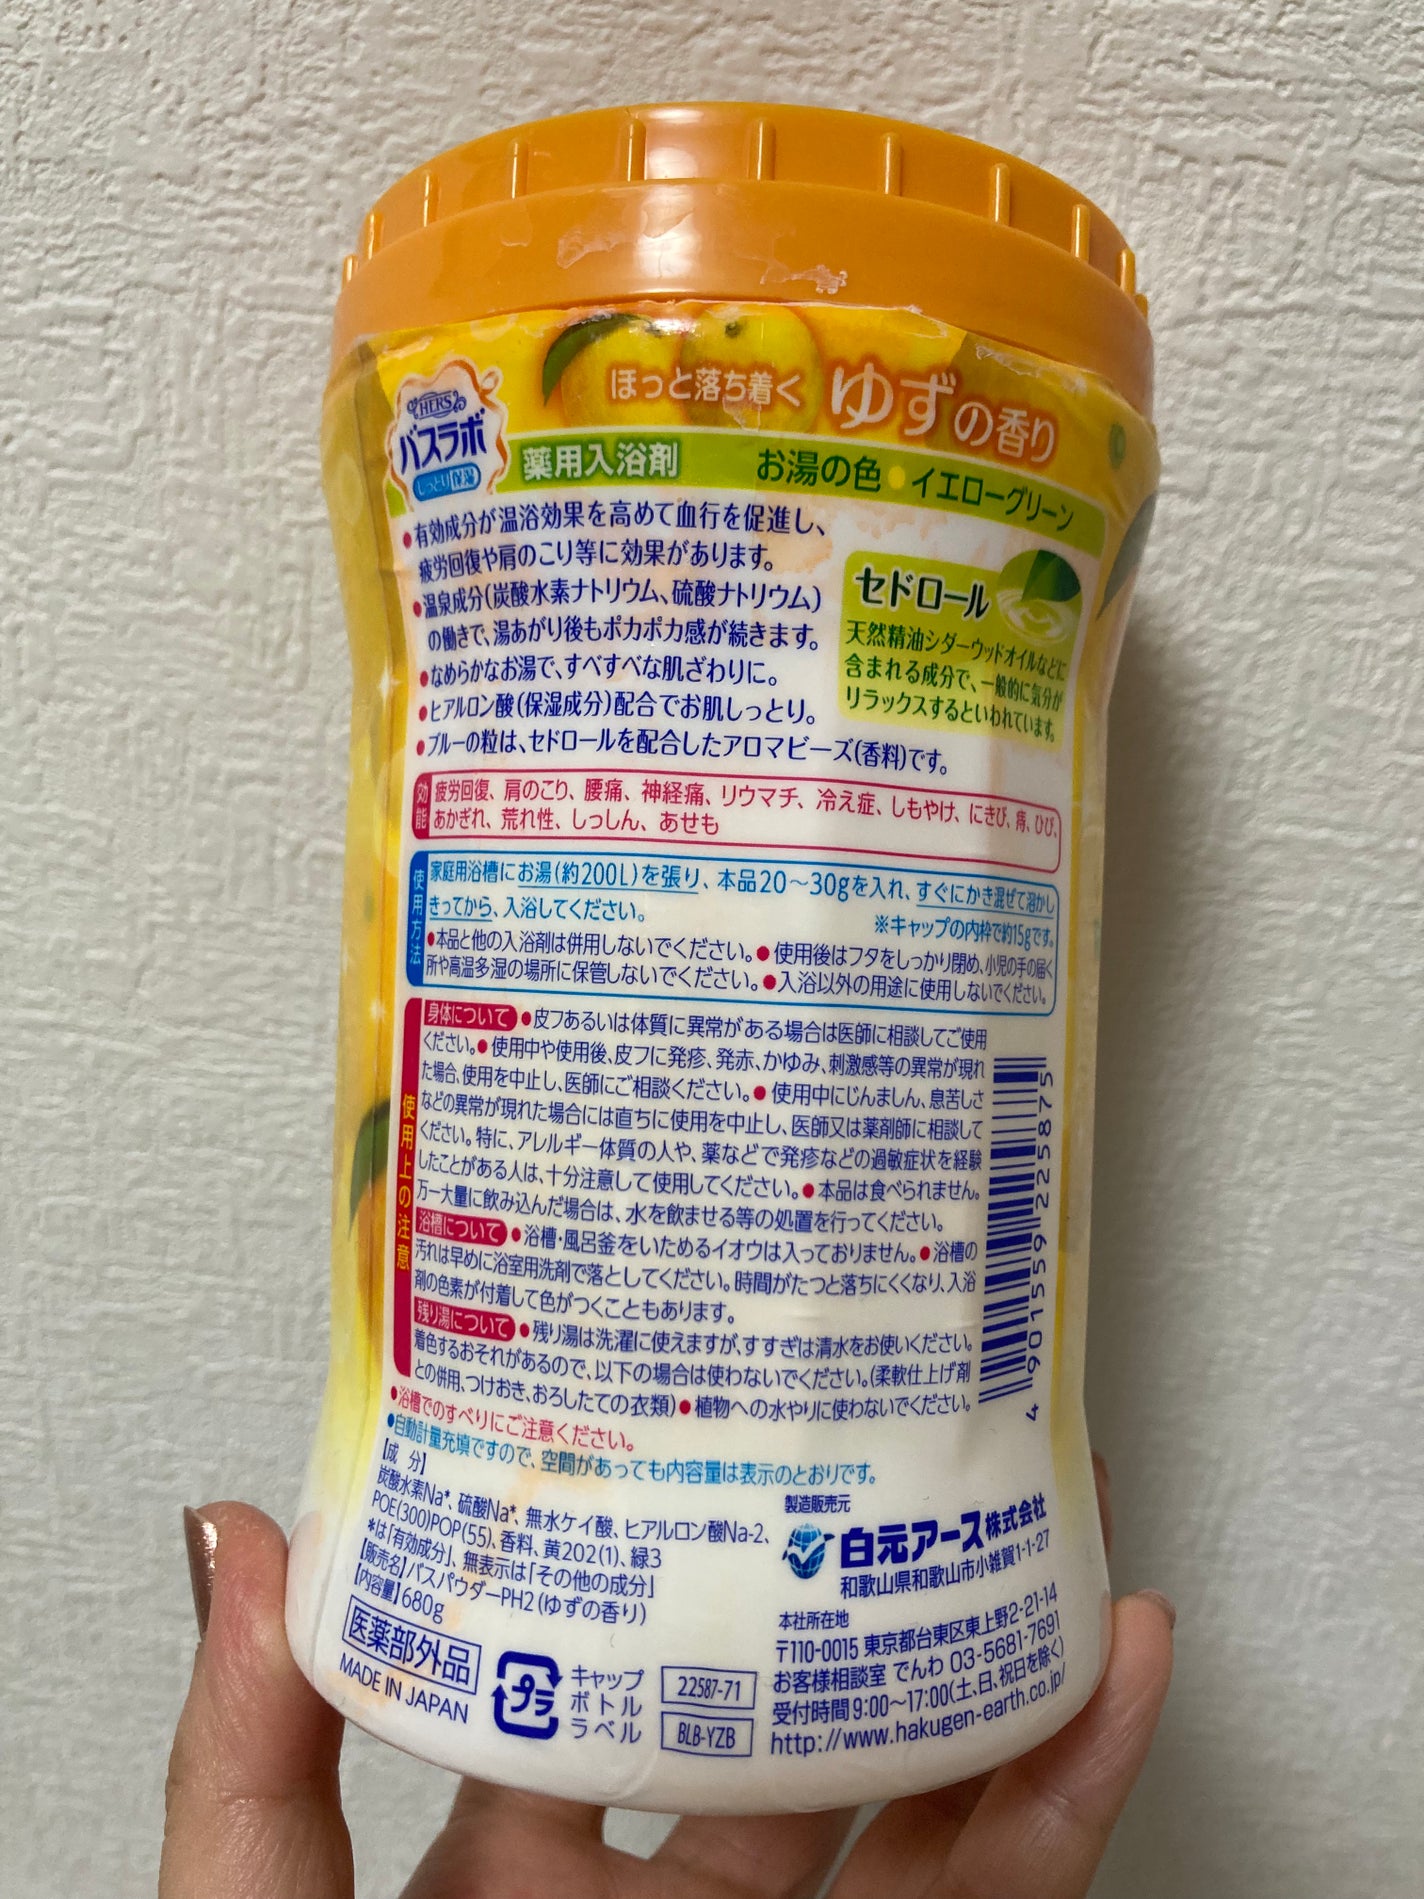 ほっと落ち着く ゆずの香り
HERS
バスラボ
しっとり保湿
薬用入浴剤 お湯の色 イエローグリーン
●有効成分が温浴効果を高めて血行を促進し、
疲労回復や肩のこり等に効果があります。
●温泉成分(炭酸水素ナトリウム、硫酸ナトリウム)
の働きで、湯あがり後もポカポカ感が続きます。
●なめらかなお湯で、すべすべな肌ざわりに。
●ヒアルロン酸(保湿成分)配合でお肌しっとり。
●ブルーの粒は、セドロールを配合したアロマビーズ(香料)です。
セドロール
天然精油シダーウッドオイルなどに
含まれる成分で、一般的に気分が
リラックスするといわれています。
効能
疲労回復、肩のこり、腰痛、神経痛、リウマチ、冷え症、しもやけ、にきび、痔、ひび、
あかぎれ、荒れ性、しっしん、あせも
使用方法
家庭用浴槽にお湯(約200L)を張り、本品20～30gを入れ、すぐにかき混ぜて溶かし
きってから、入浴してください。
※キャップの内枠で約15gです。
●本品と他の入浴剤は併用しないでください。●使用後はフタをしっかり閉め、小児の手の届く
所や高温多湿の場所に保管しないでください。●入浴以外の用途に使用しないでください。
使用上の注意
身体について ●皮フあるいは体質に異常がある場合は医師に相談してご使用
ください。●使用中や使用後、皮フに発疹、発赤、かゆみ、刺激感等の異常が現れ
た場合、使用を中止し、医師にご相談ください。●使用中にじんましん、息苦しさ
などの異常が現れた場合には直ちに使用を中止し、医師又は薬剤師に相談して
ください。特に、アレルギー体質の人や、薬などで発疹などの過敏症状を経験
したことがある人は、十分注意して使用してください。●本品は食べられません。
万一大量に飲み込んだ場合は、水を飲ませる等の処置を行ってください。
浴槽について ●浴槽・風呂釜をいためるイオウは入っておりません。●浴槽の
汚れは早めに浴室用洗剤で落としてください。時間がたつと落ちにくくなり、入浴
剤の色素が付着して色がつくこともあります。
残り湯について ●残り湯は洗濯に使えますが、すすぎは清水をお使いください。
着色するおそれがあるので、以下の場合は使わないでください。(柔軟仕上げ剤
との併用、つけおき、おろしたての衣類)●植物への水やりに使わないでください。
●浴槽でのすべりにご注意ください。
●自動計量充填ですので、空間があっても内容量は表示のとおりです。
4 901559 225875
【成 分】
炭酸水素Na*、硫酸Na*、無水ケイ酸、ヒアルロン酸Na-2、
POE(300)POP(55)、香料、黄202(1)、緑3
*は「有効成分」、無表示は「その他の成分」
【販売名】バスパウダーPH2(ゆずの香り)
【内容量】680g
医薬部外品
MADE IN JAPAN
プラ
キャップ
ボトル
ラベル
22587-71
BLB-YZB
製造販売元
白元アース株式会社
和歌山県和歌山市小雑賀1-1-27
本社所在地
〒110-0015 東京都台東区東上野2-21-14
お客様相談室 でんわ 03-5681-7691
受付時間 9:00～17:00(土、日、祝日を除く)
http://www.hakugen-earth.co.jp/